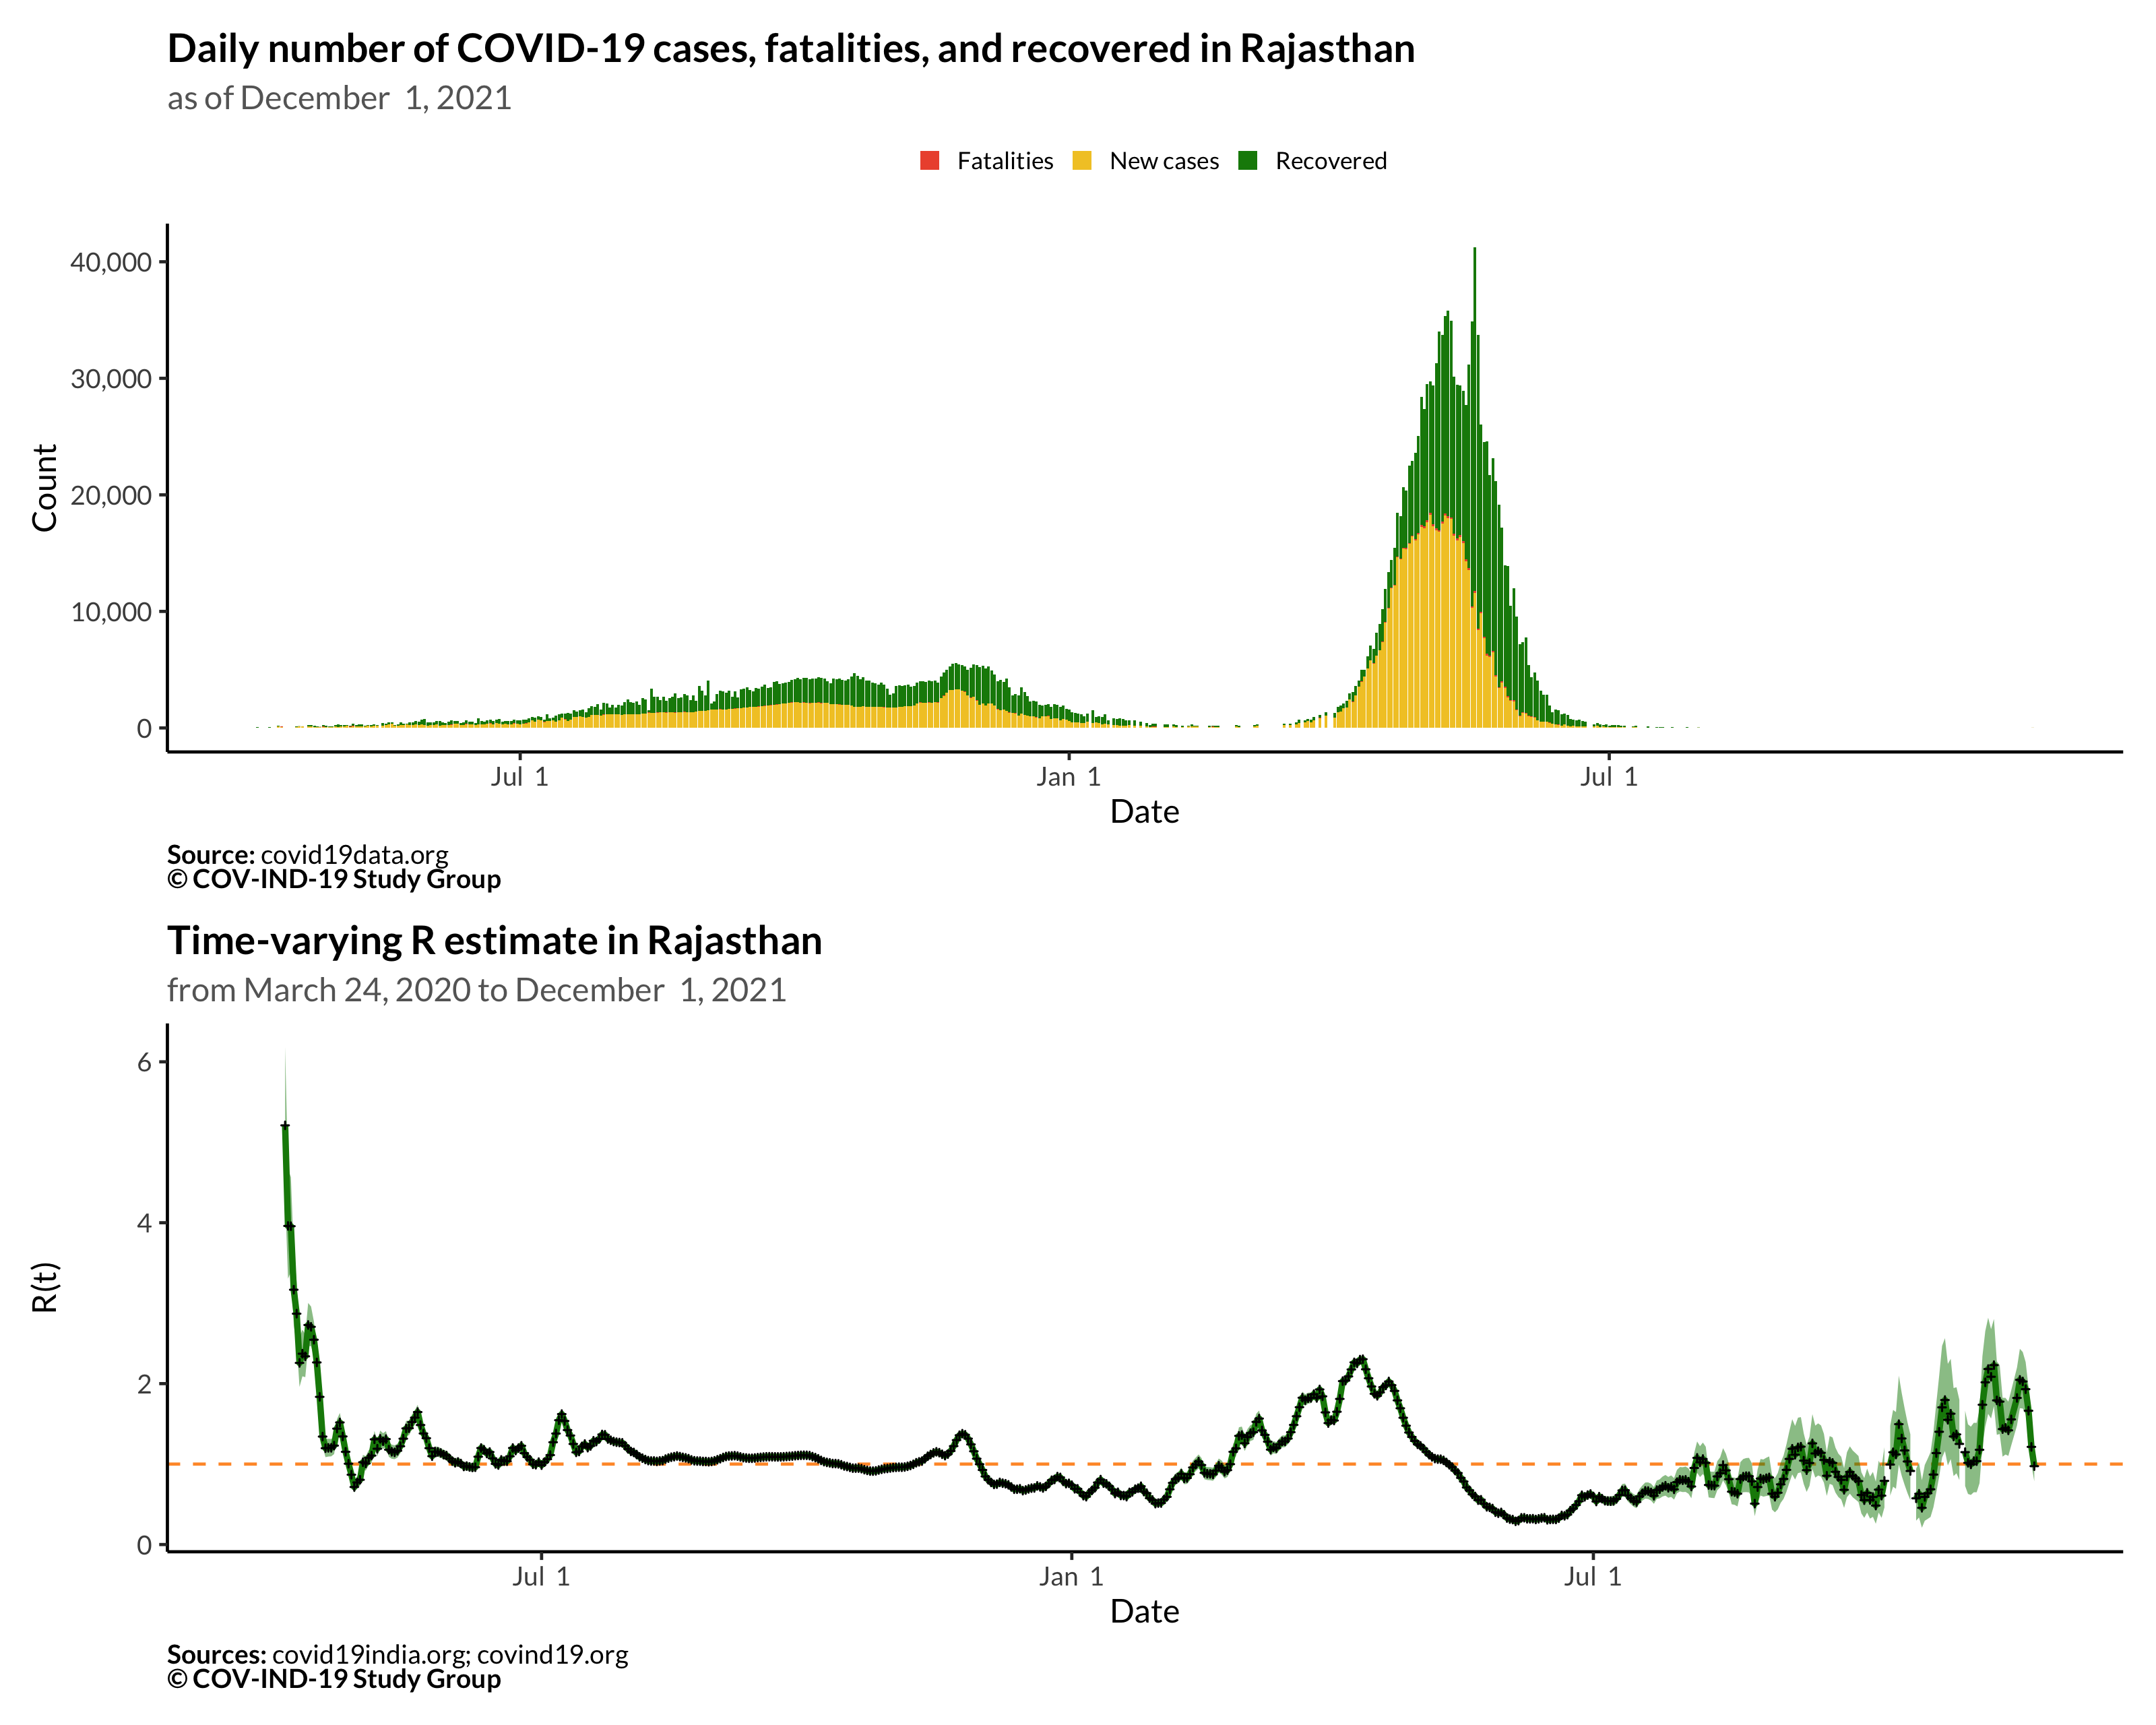 Daily number of COVID-19 cases, fatalities, and recovered in Rajasthan
as of December  1, 2021
Fatalities New cases Recovered
40,000
30,000
20,000
10,000
0
Count
Jul  1 Jan  1 Jul  1
Date
Source: covid19data.org
© COV-IND-19 Study Group
Time-varying R estimate in Rajasthan
from March 24, 2020 to December  1, 2021
6
4
2
0
R(t)
Jul  1 Jan  1 Jul  1
Date
Sources: covid19india.org; covind19.org
© COV-IND-19 Study Group